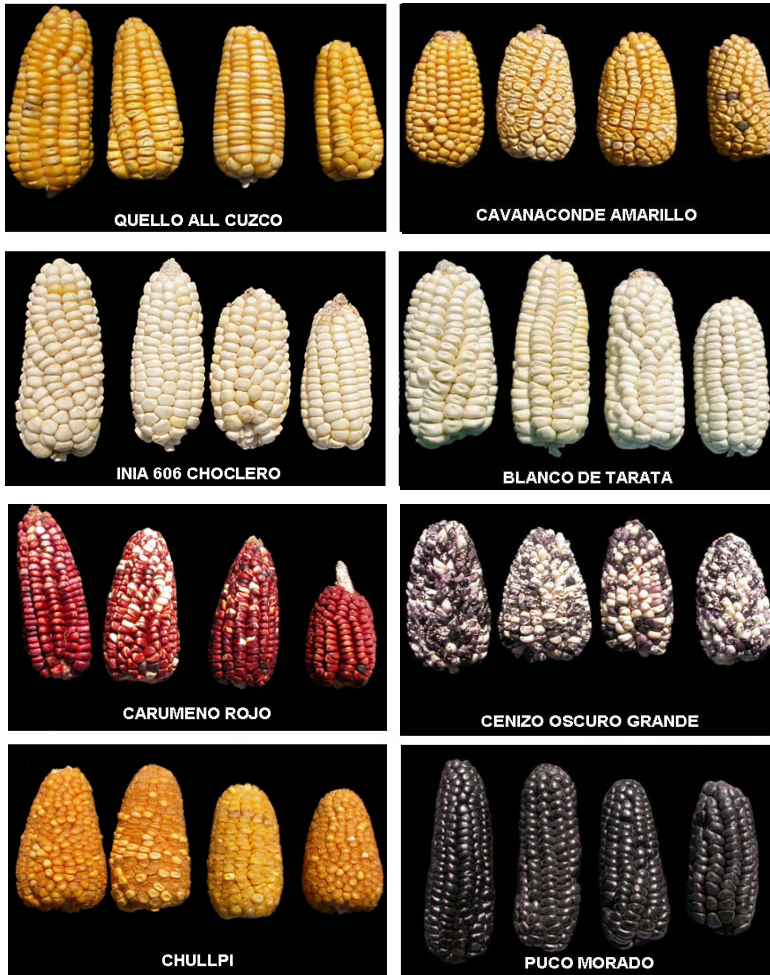 QUELLO ALL CUZCO
CAVANACONDE AMARILLO
INIA 606 CHOCLERO
BLANCO DE TARATA
CARUMENO ROJO
CENIZO OSCURO GRANDE
CHULLPI
PUCO MORADO